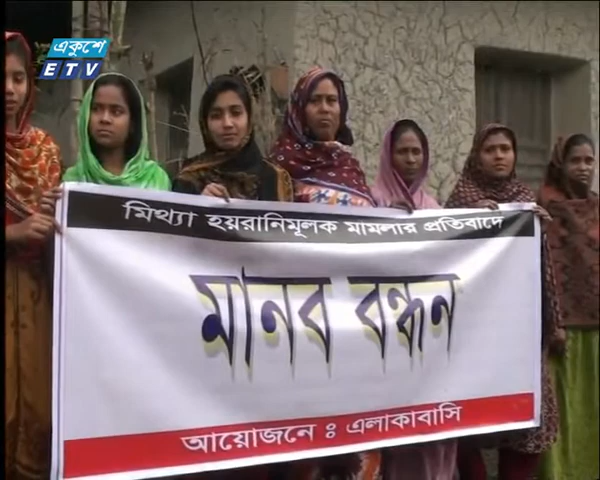 একুশে
ETV
মিথ্যা হয়রানিমূলক মামলার প্রতিবাদে
মানব বন্ধন
আয়োজনে ঃ এলাকাবাসি